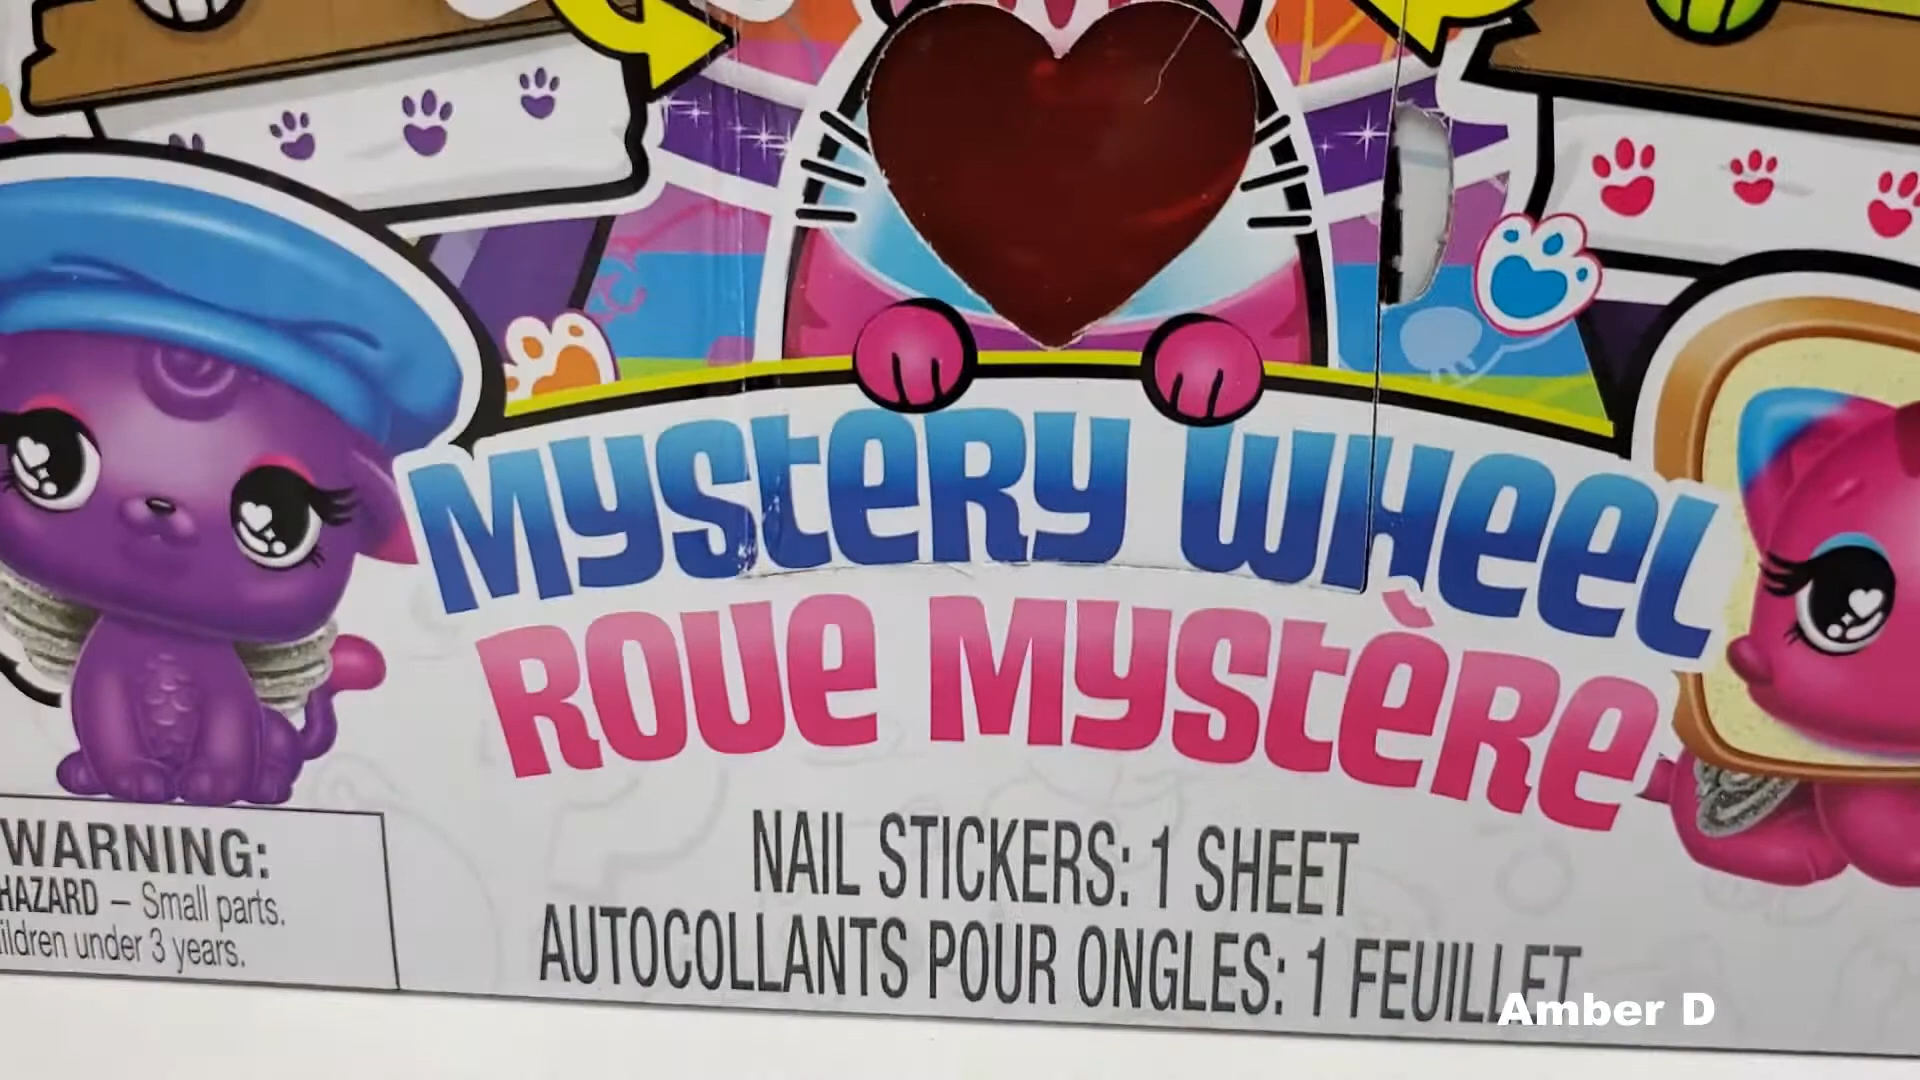 MYSTERY WHEEL
ROUE MYSTÈRE
WARNING:
HAZARD – Small parts.
under 3 years.
NAIL STICKERS: 1 SHEET
AUTOCOLLANTS POUR ONGLES: 1 FEUILLET
Amber D